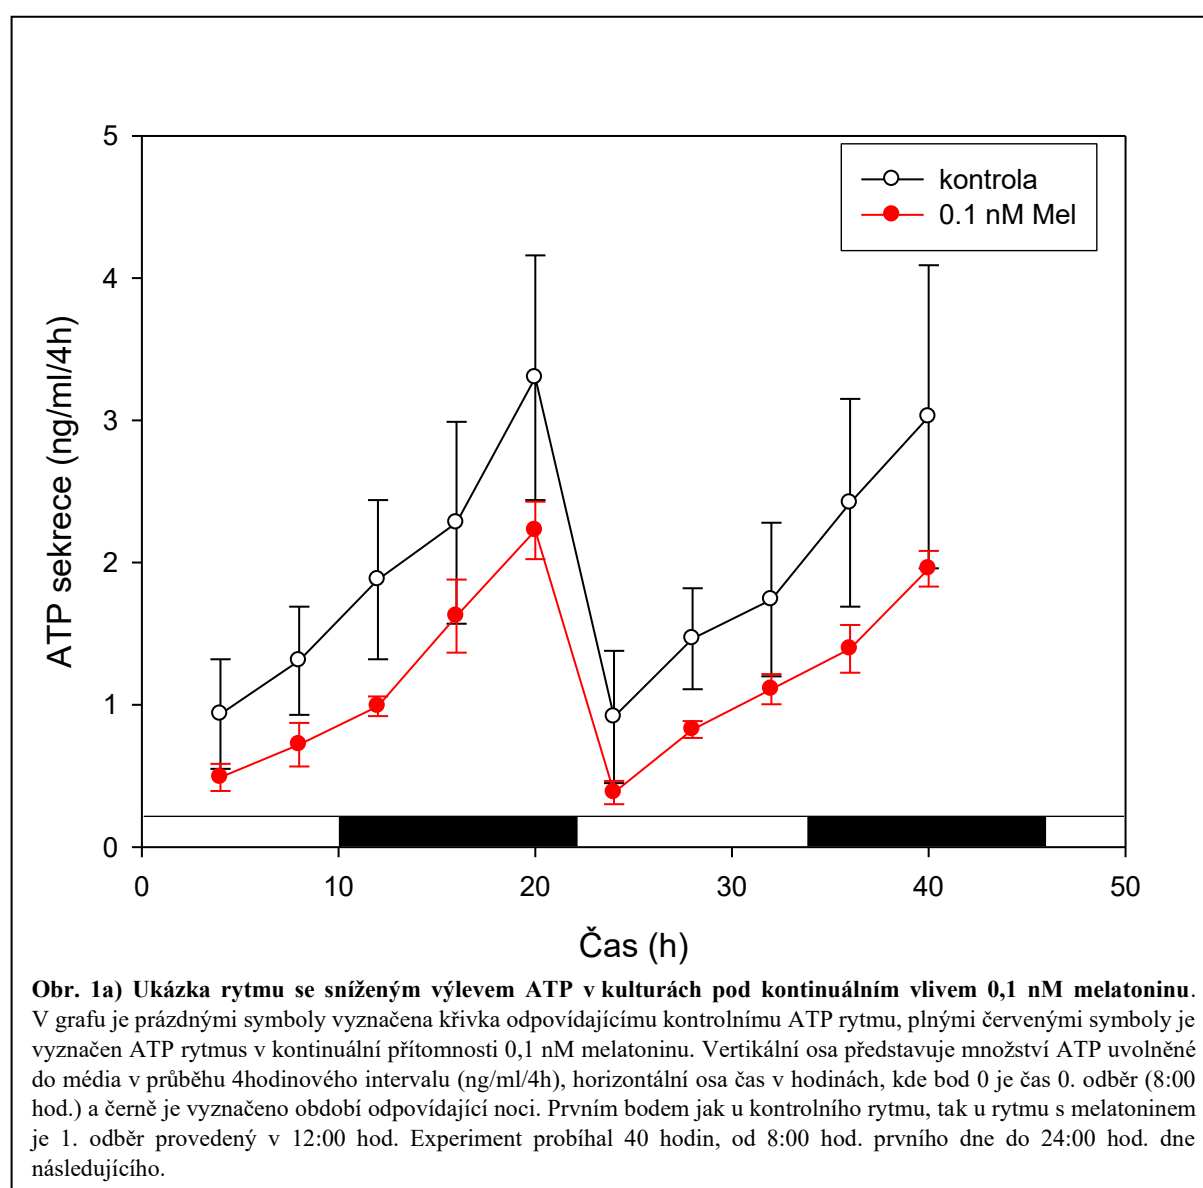 5
4
3
2
1
0
ATP sekrece (ng/ml/4h)
kontrola
0.1 nM Mel
0 10 20 30 40 50
Čas (h)
Obr. 1a) Ukázka rytmu se sníženým výlevem ATP v kulturách pod kontinuálním vlivem 0,1 nM melatoninu.
V grafu je prázdnými symboly vyznačena křivka odpovídajícímu kontrolnímu ATP rytmu, plnými červenými symboly je
vyznačen ATP rytmus v kontinuální přítomnosti 0,1 nM melatoninu. Vertikální osa představuje množství ATP uvolněné
do média v průběhu 4hodinového intervalu (ng/ml/4h), horizontální osa čas v hodinách, kde bod 0 je čas 0. odběr (8:00
hod.) a černě je vyznačeno období odpovídající noci. Prvním bodem jak u kontrolního rytmu, tak u rytmu s melatoninem
je 1. odběr provedený v 12:00 hod. Experiment probíhal 40 hodin, od 8:00 hod. prvního dne do 24:00 hod. dne
následujícího.